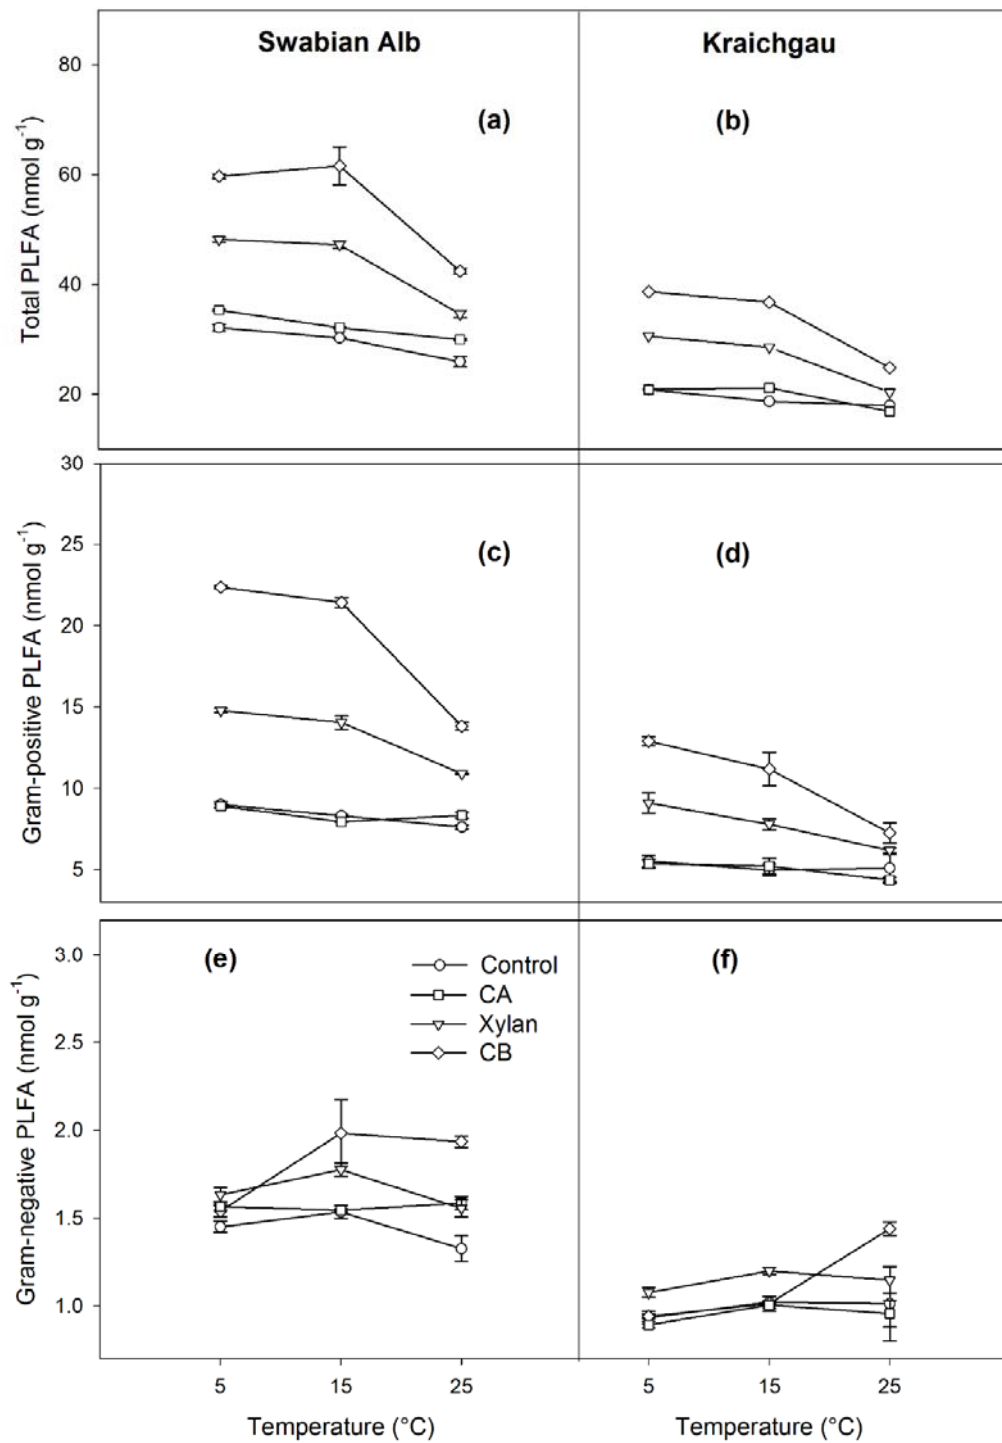 Swabian Alb
Kraichgau
Total PLFA (nmol g⁻¹)
80
60
40
20
(a)
(b)
Gram-positive PLFA (nmol g⁻¹)
30
25
20
15
10
5
(c)
(d)
Gram-negative PLFA (nmol g⁻¹)
3.0
2.5
2.0
1.5
1.0
(e)
(f)
Control
CA
Xylan
CB
5
15
25
5
15
25
Temperature (°C)
Temperature (°C)